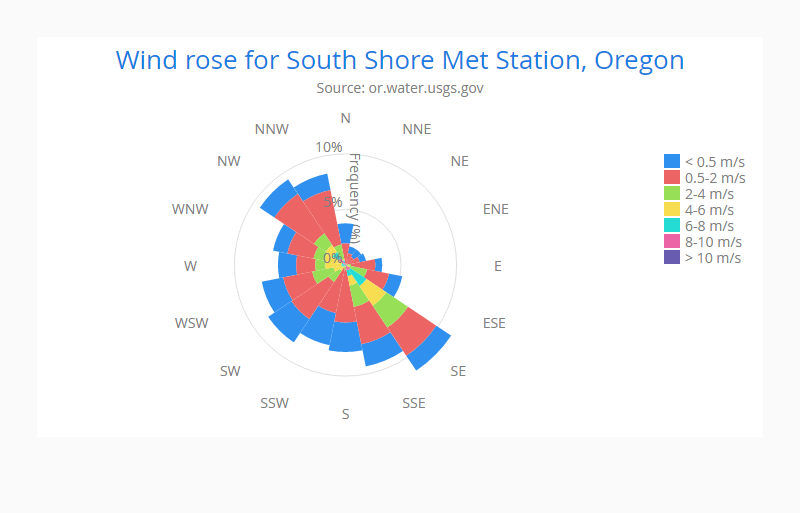 Wind rose for South Shore Met Station, Oregon
Source: or.water.usgs.gov
N
NNE
NE
ENE
E
ESE
SE
SSE
S
SSW
SW
WSW
W
WNW
NW
NNW
10%
5%
0%
Frequency (%)
< 0.5 m/s
0.5-2 m/s
2-4 m/s
4-6 m/s
6-8 m/s
8-10 m/s
> 10 m/s